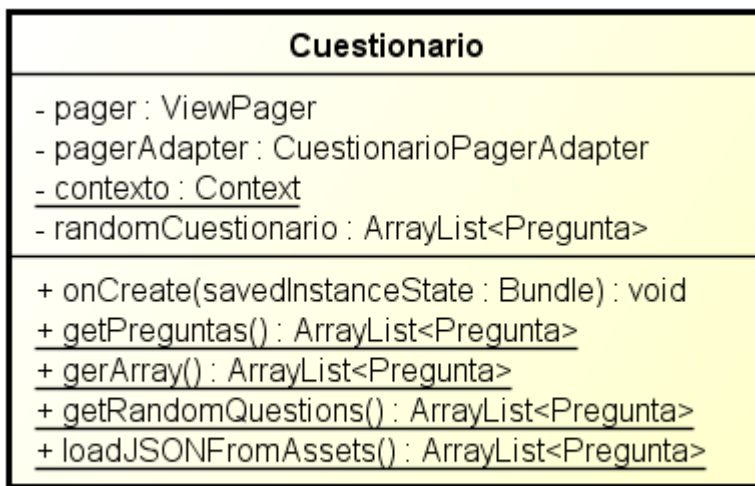 Cuestionario
- pager : ViewPager
- pagerAdapter : CuestionarioPagerAdapter
- contexto : Context
- randomCuestionario : ArrayList<Pregunta>
+ onCreate(savedInstanceState : Bundle) : void
+ getPreguntas() : ArrayList<Pregunta>
+ gerArray() : ArrayList<Pregunta>
+ getRandomQuestions() : ArrayList<Pregunta>
+ loadJSONFromAssets() : ArrayList<Pregunta>